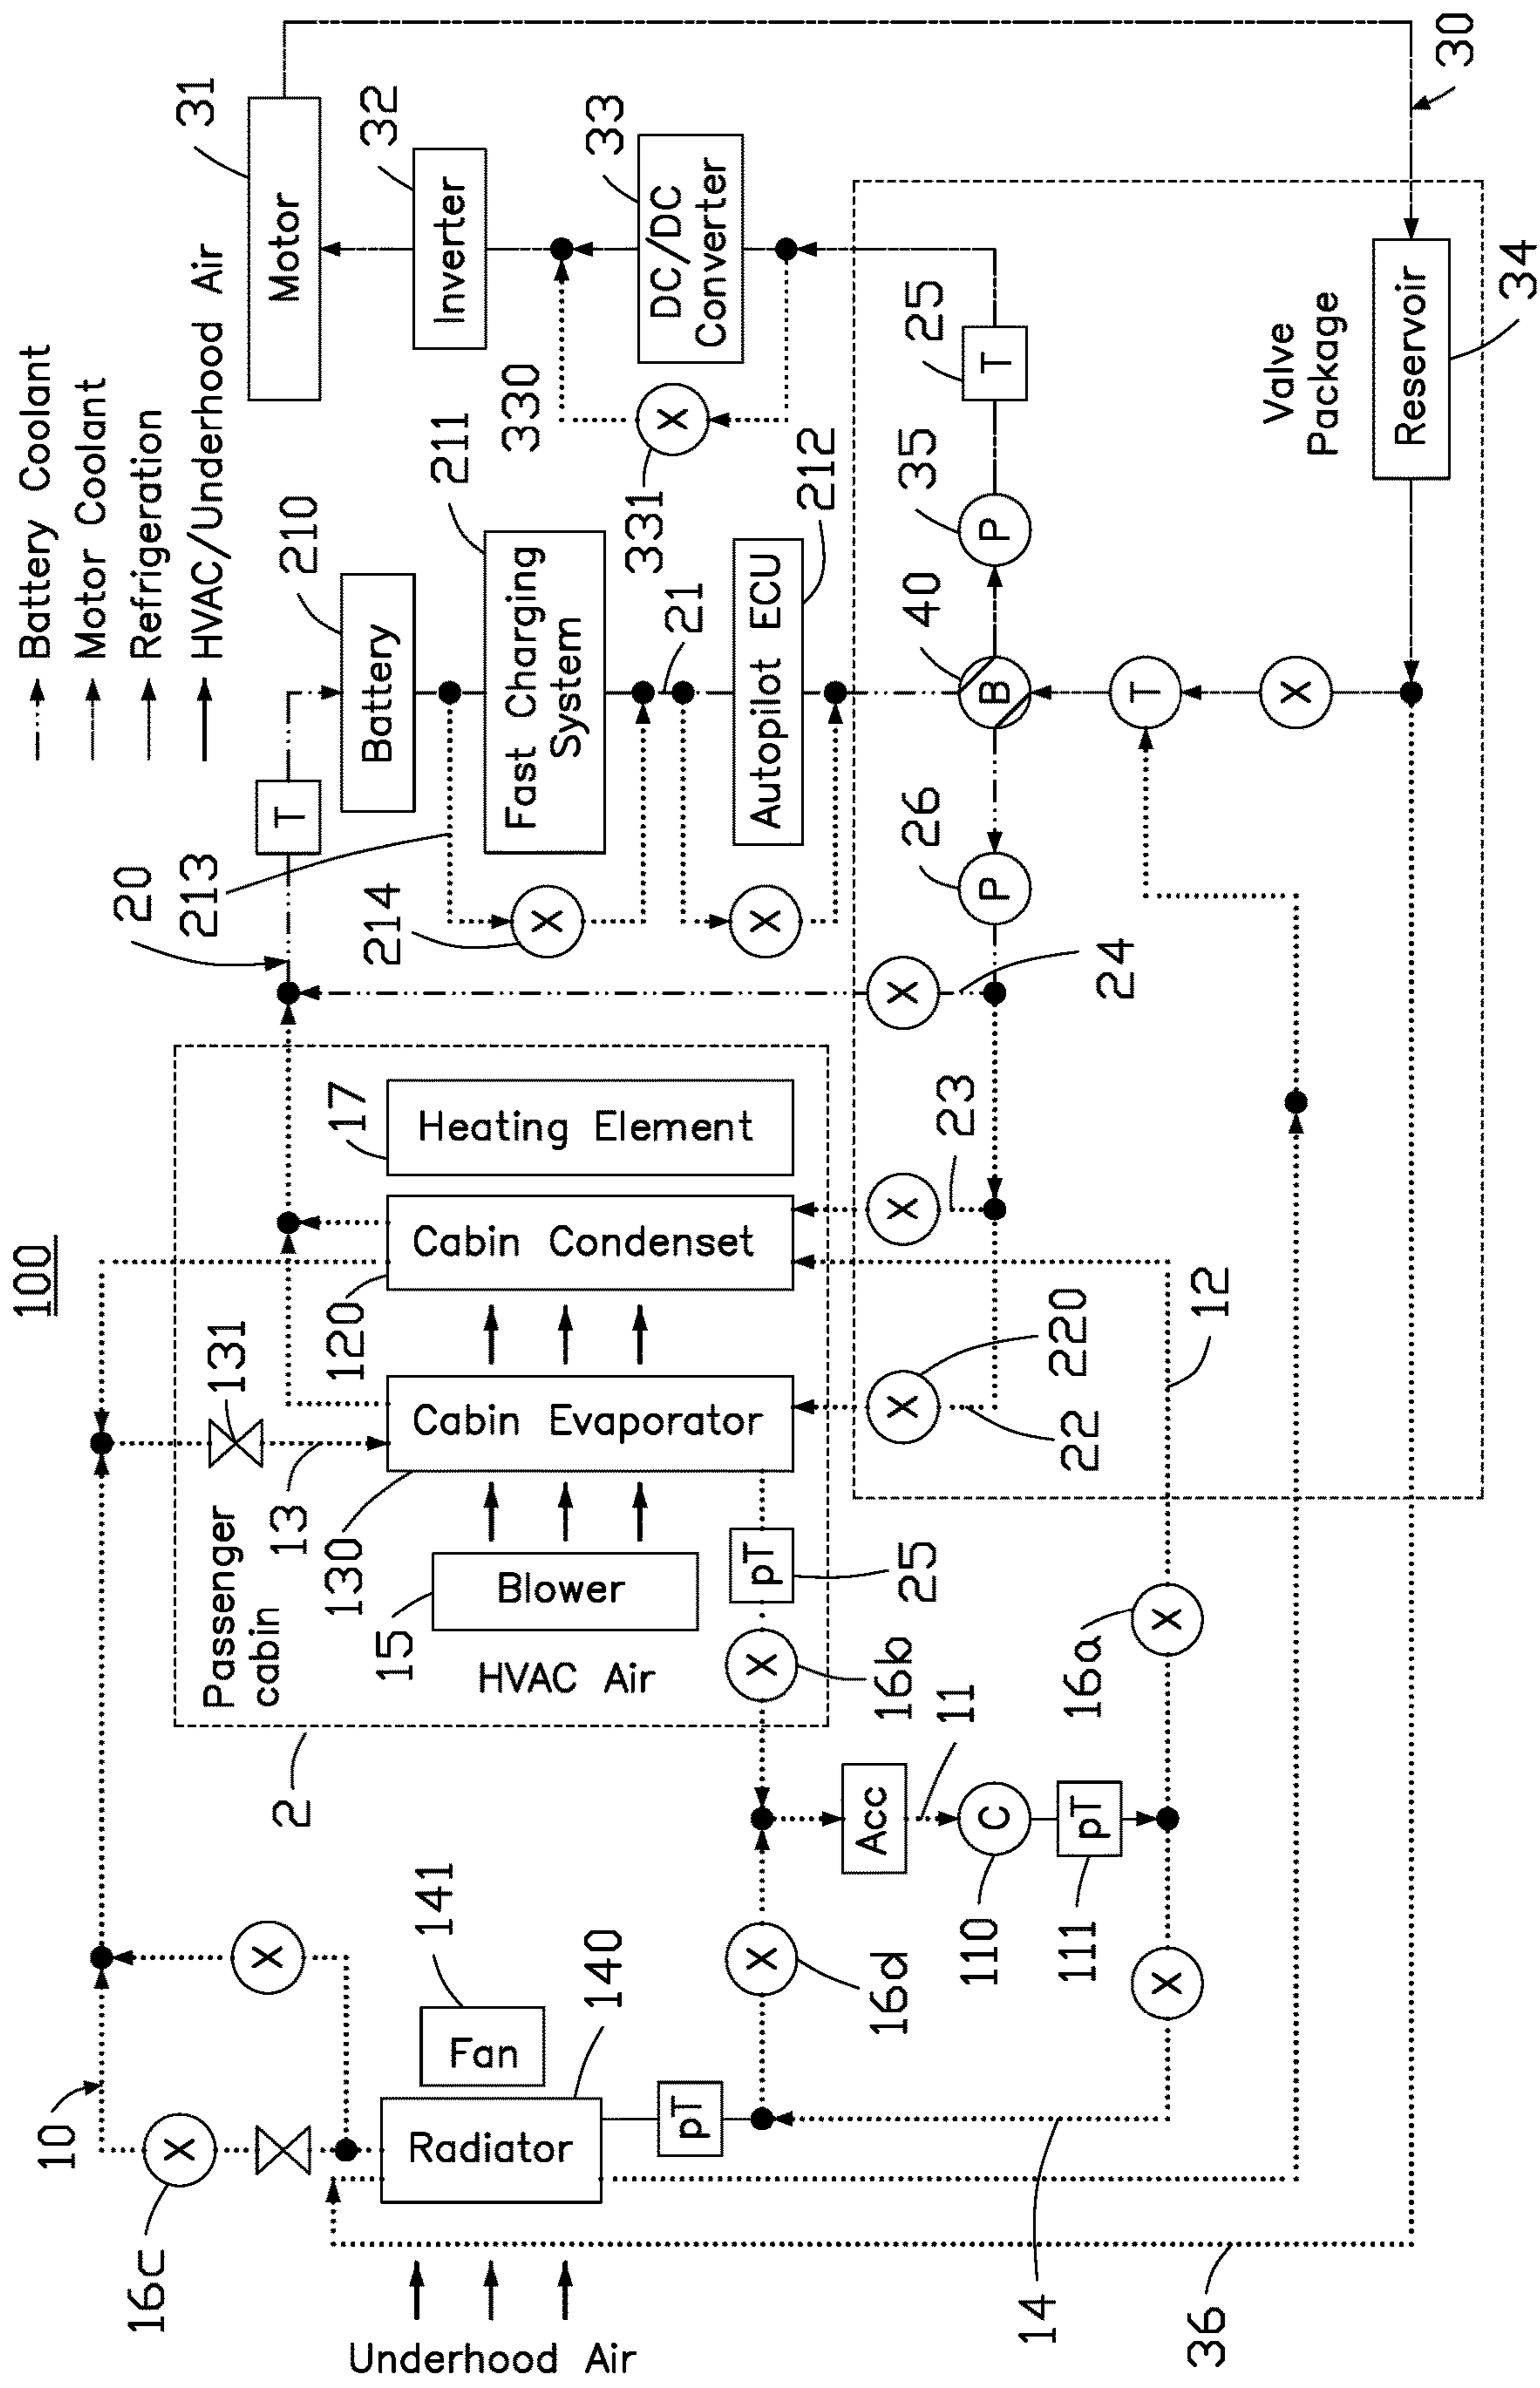 100
Battery Coolant
Motor Coolant
Refrigeration
HVAC/Underhood Air
10
16c
X
Underhood Air
Radiator
140
Fan
141
X
pT
16d
X
14
36
X
110
C
111
pT
Acc
11
16a
X
12
2
Passenger
cabin
HVAC Air
15
Blower
16b
X
pT
25
13
131
130
Cabin Evaporator
120
Cabin Condenset
17
Heating Element
22
220
X
23
X
24
X
20
T
213
214
X
X
210
Battery
211
Fast Charging
System
21
212
Autopilot ECU
26
P
40
B
T
X
35
P
25
T
331
X
330
33
DC/DC
Converter
32
Inverter
31
Motor
30
Valve
Package
Reservoir
34